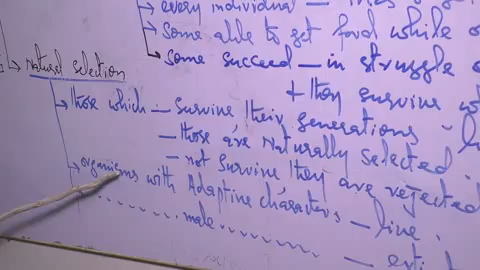 every individual –
Some able to get food while
Some succeed – in struggle
+ they survive
Natural selection
Those which – Survive their generations
– those are Naturally selected
– not survive they are rejected
organisms with Adaptive characters – live
male